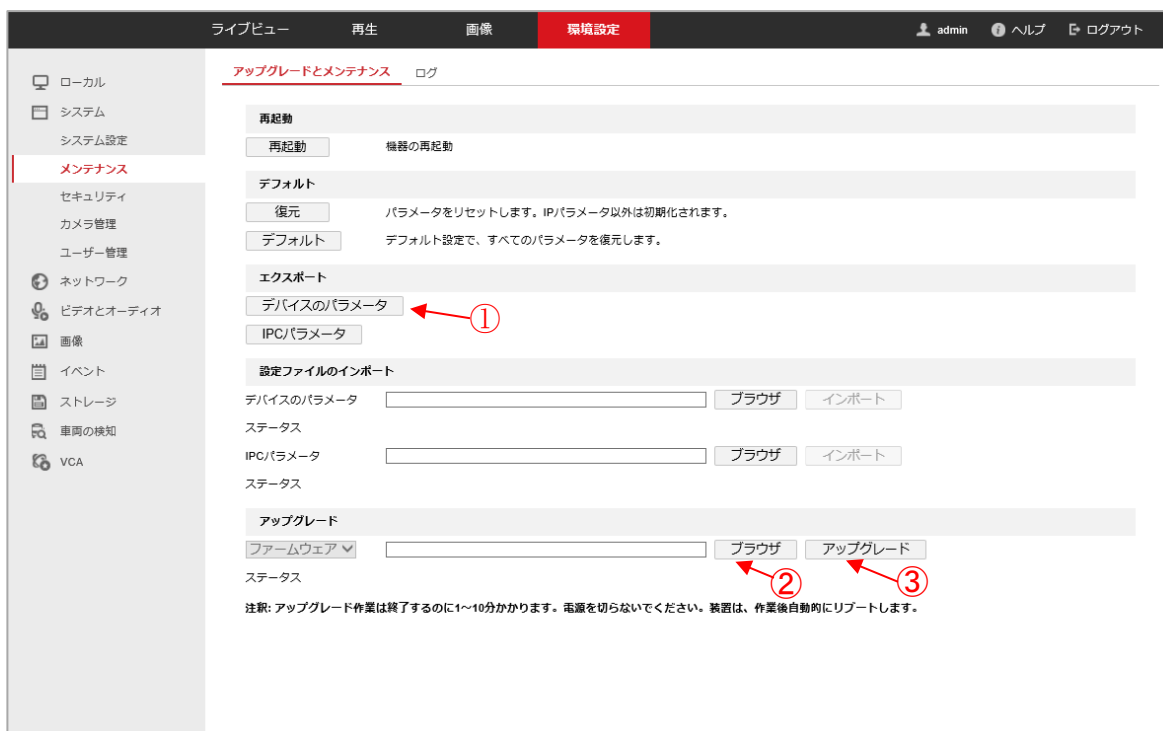 ライブビュー 再生 画像 環境設定 admin ヘルプ ログアウト
ローカル
システム
システム設定
メンテナンス
セキュリティ
カメラ管理
ユーザー管理
ネットワーク
ビデオとオーディオ
画像
イベント
ストレージ
車両の検知
VCA
アップグレードとメンテナンス ログ
再起動
再起動 機器の再起動
デフォルト
復元 パラメータをリセットします。IPパラメータ以外は初期化されます。
デフォルト デフォルト設定で、すべてのパラメータを復元します。
エクスポート
デバイスのパラメータ ①
IPCパラメータ
設定ファイルのインポート
デバイスのパラメータ ブラウザ インポート
ステータス
IPCパラメータ ブラウザ インポート
ステータス
アップグレード
ファームウェア ブラウザ アップグレード
ステータス ② ③
注釈: アップグレード作業は終了するのに1～10分かかります。電源を切らないでください。装置は、作業後自動的にリブートします。